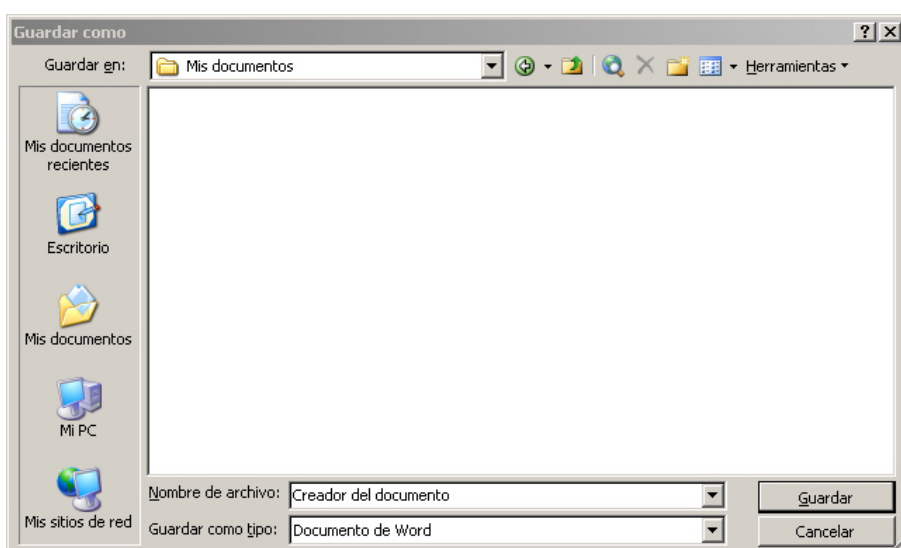 Guardar como
Guardar en:
Mis documentos
Herramientas
Mis documentos
recientes
Escritorio
Mis documentos
Mi PC
Mis sitios de red
Nombre de archivo:
Creador del documento
Guardar
Guardar como tipo:
Documento de Word
Cancelar